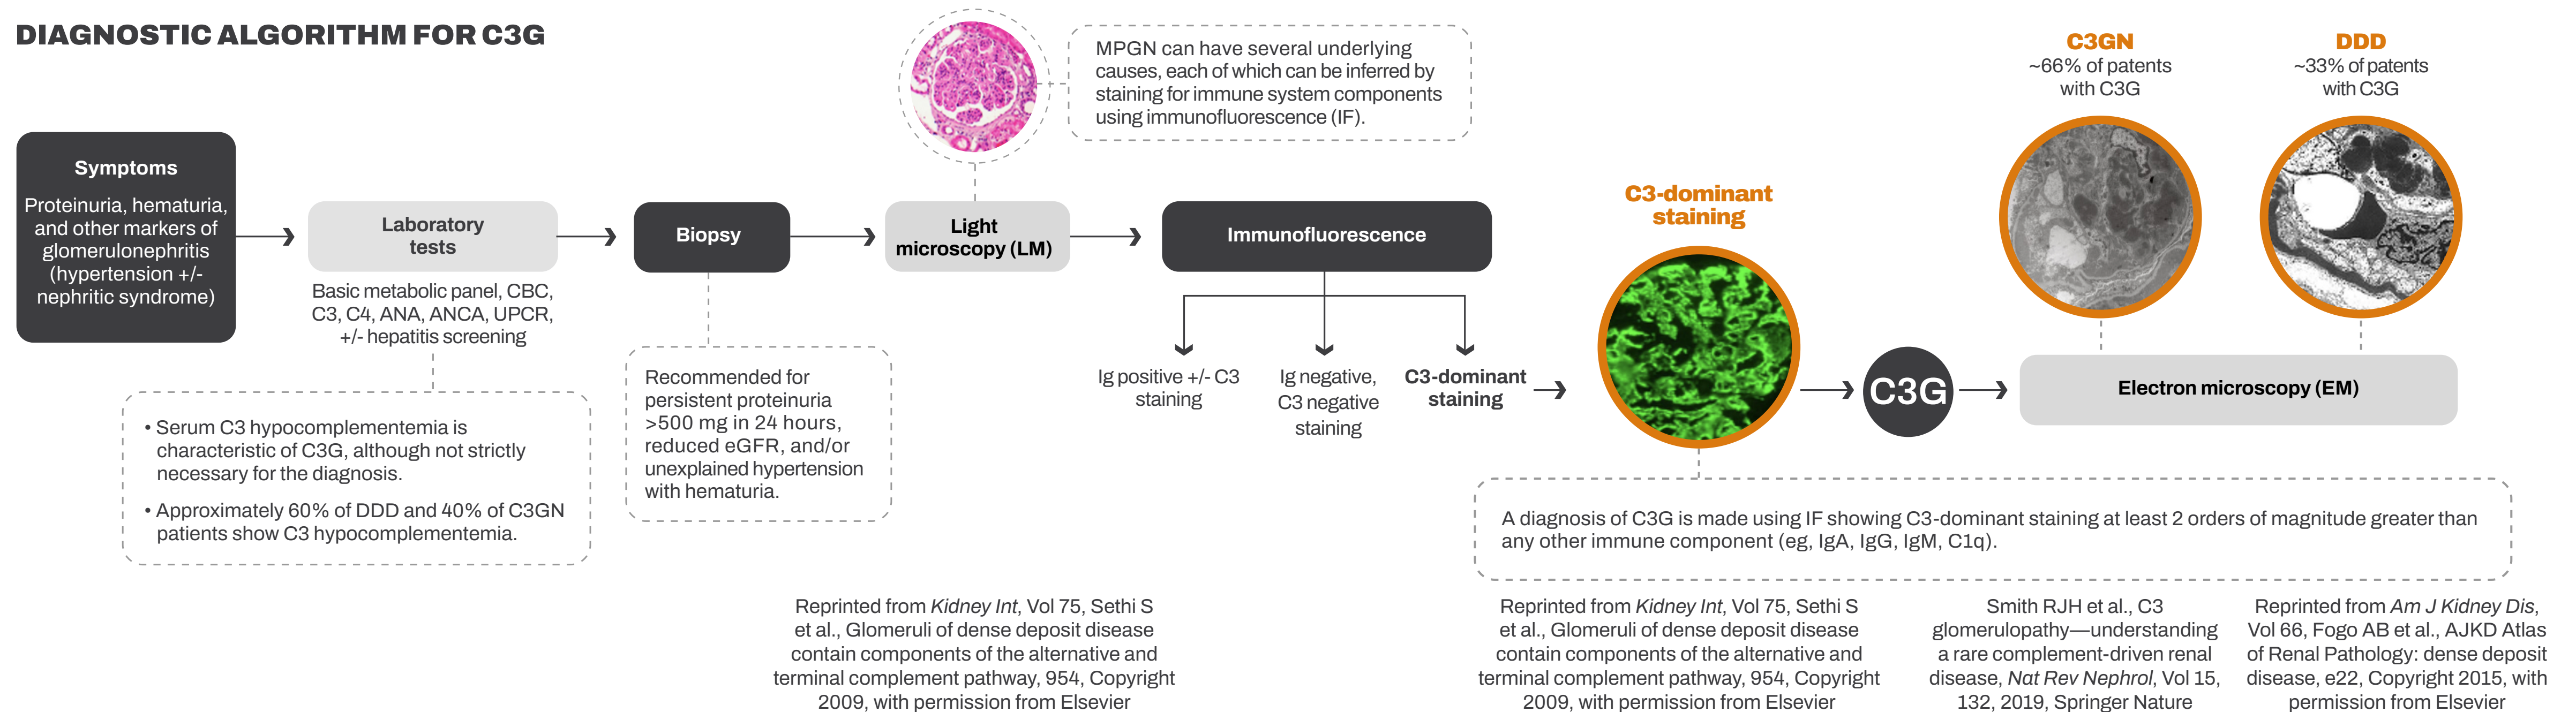 DIAGNOSTIC ALGORITHM FOR C3G
Symptoms
Proteinuria, hematuria,
and other markers of
glomerulonephritis
(hypertension +/-
nephritic syndrome)
Laboratory
tests
Basic metabolic panel, CBC,
C3, C4, ANA, ANCA, UPCR,
+/- hepatitis screening
• Serum C3 hypocomplementemia is
characteristic of C3G, although not strictly
necessary for the diagnosis.
• Approximately 60% of DDD and 40% of C3GN
patients show C3 hypocomplementemia.
Biopsy
Recommended for
persistent proteinuria
>500 mg in 24 hours,
reduced eGFR, and/or
unexplained hypertension
with hematuria.
Light
microscopy (LM)
MPGN can have several underlying
causes, each of which can be inferred by
staining for immune system components
using immunofluorescence (IF).
Immunofluorescence
Ig positive +/- C3
staining
Ig negative,
C3 negative
staining
C3-dominant
staining
C3-dominant
staining
C3G
A diagnosis of C3G is made using IF showing C3-dominant staining at least 2 orders of magnitude greater than
any other immune component (eg, IgA, IgG, IgM, C1q).
C3GN
~66% of patents
with C3G
DDD
~33% of patents
with C3G
Electron microscopy (EM)
Reprinted from Kidney Int, Vol 75, Sethi S
et al., Glomeruli of dense deposit disease
contain components of the alternative and
terminal complement pathway, 954, Copyright
2009, with permission from Elsevier
Reprinted from Kidney Int, Vol 75, Sethi S
et al., Glomeruli of dense deposit disease
contain components of the alternative and
terminal complement pathway, 954, Copyright
2009, with permission from Elsevier
Smith RJH et al., C3
glomerulopathy—understanding
a rare complement-driven renal
disease, Nat Rev Nephrol, Vol 15,
132, 2019, Springer Nature
Reprinted from Am J Kidney Dis,
Vol 66, Fogo AB et al., AJKD Atlas
of Renal Pathology: dense deposit
disease, e22, Copyright 2015, with
permission from Elsevier